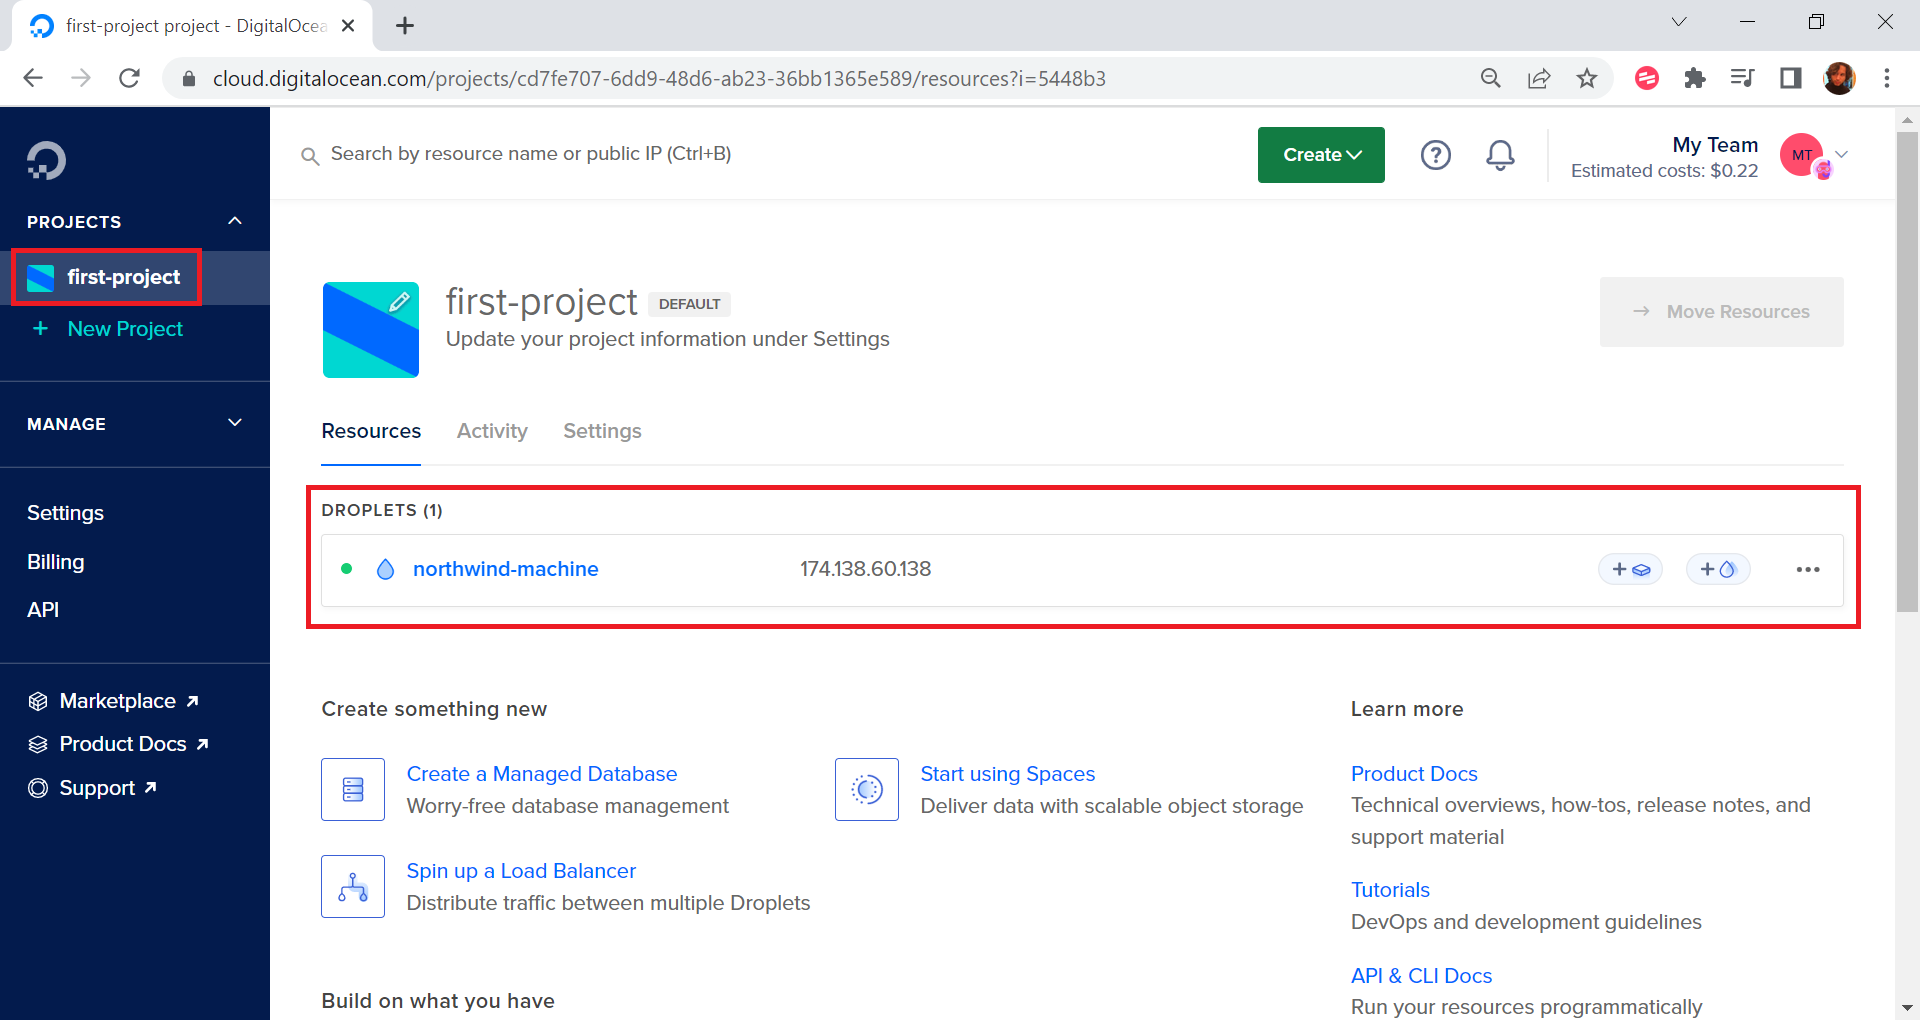 first-project project - DigitalOcea
cloud.digitalocean.com/projects/cd7fe707-6dd9-48d6-ab23-36bb1365e589/resources?i=5448b3
Search by resource name or public IP (Ctrl+B)
Create
My Team
Estimated costs: $0.22
MT
PROJECTS
first-project
New Project
MANAGE
Settings
Billing
API
Marketplace
Product Docs
Support
first-project DEFAULT
Update your project information under Settings
Move Resources
Resources Activity Settings
DROPLETS (1)
northwind-machine 174.138.60.138
Create something new
Create a Managed Database
Worry-free database management
Start using Spaces
Deliver data with scalable object storage
Spin up a Load Balancer
Distribute traffic between multiple Droplets
Build on what you have
Learn more
Product Docs
Technical overviews, how-tos, release notes, and
support material
Tutorials
DevOps and development guidelines
API & CLI Docs
Run your resources programmatically